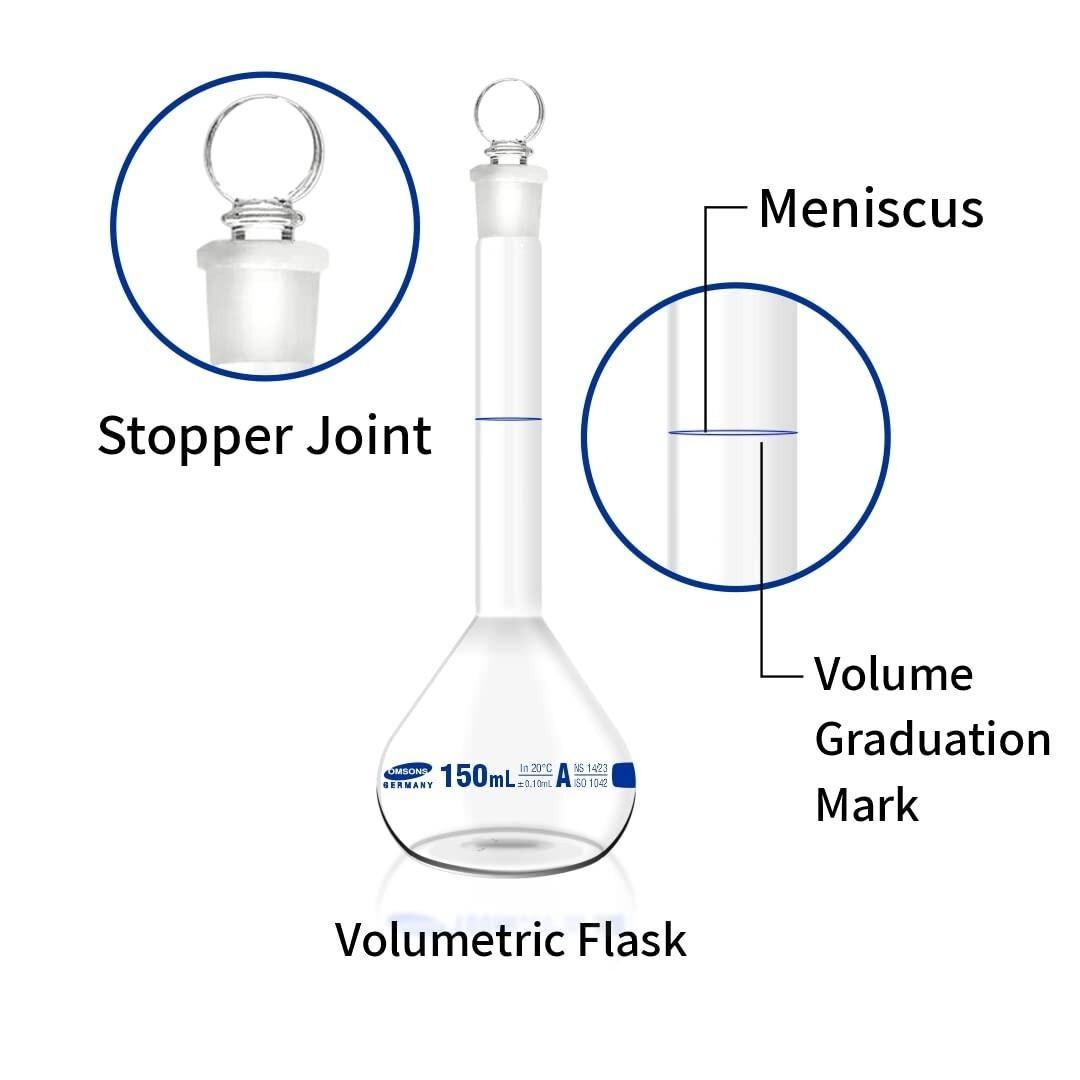 Meniscus
Stopper Joint
Volume
Graduation
Mark
OMSONS
GERMANY
150mL
In 20°C
±0.10mL
A
NS 14/23
ISO 1042
Volumetric Flask